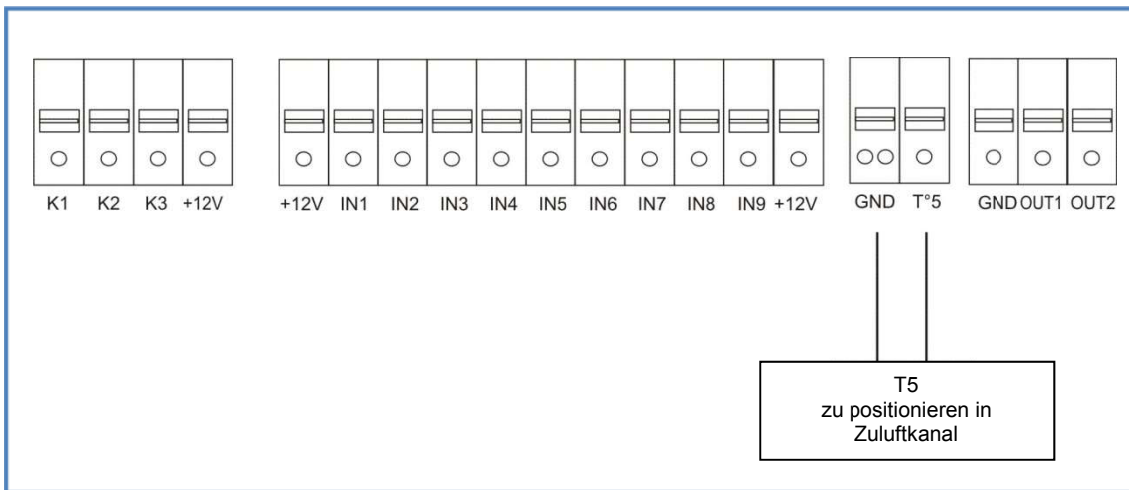 K1 K2 K3 +12V +12V IN1 IN2 IN3 IN4 IN5 IN6 IN7 IN8 IN9 +12V GND T°5 GND OUT1 OUT2
T5
zu positionieren in
Zuluftkanal